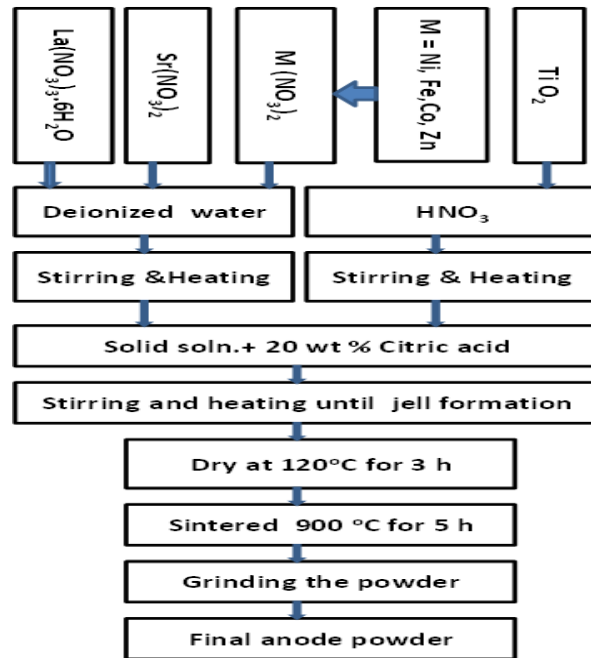 La(NO3)3.6H2O
Sr(NO3)2
M (NO3)2
M = Ni, Fe,Co, Zn
TiO2
Deionized water
HNO3
Stirring &Heating
Stirring & Heating
Solid soln.+ 20 wt % Citric acid
Stirring and heating until jell formation
Dry at 120°C for 3 h
Sintered 900 °C for 5 h
Grinding the powder
Final anode powder